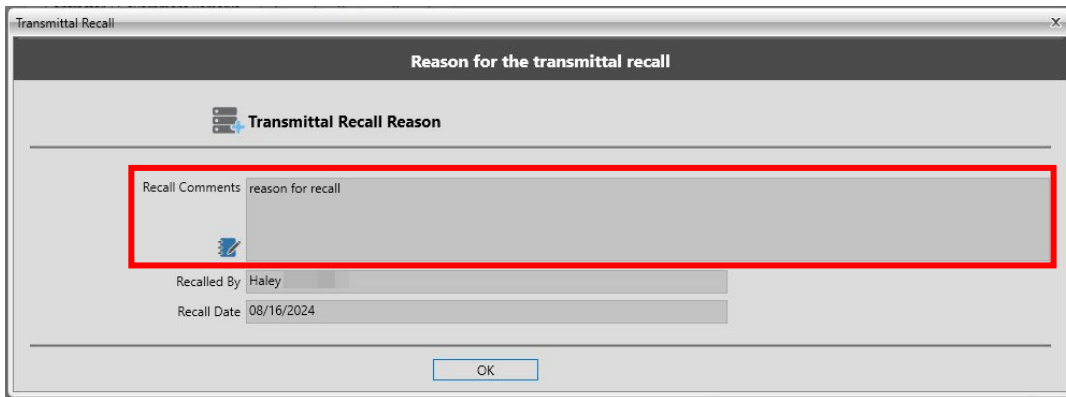 Transmittal Recall X
Reason for the transmittal recall
Transmittal Recall Reason
Recall Comments reason for recall
Recalled By Haley
Recall Date 08/16/2024
OK